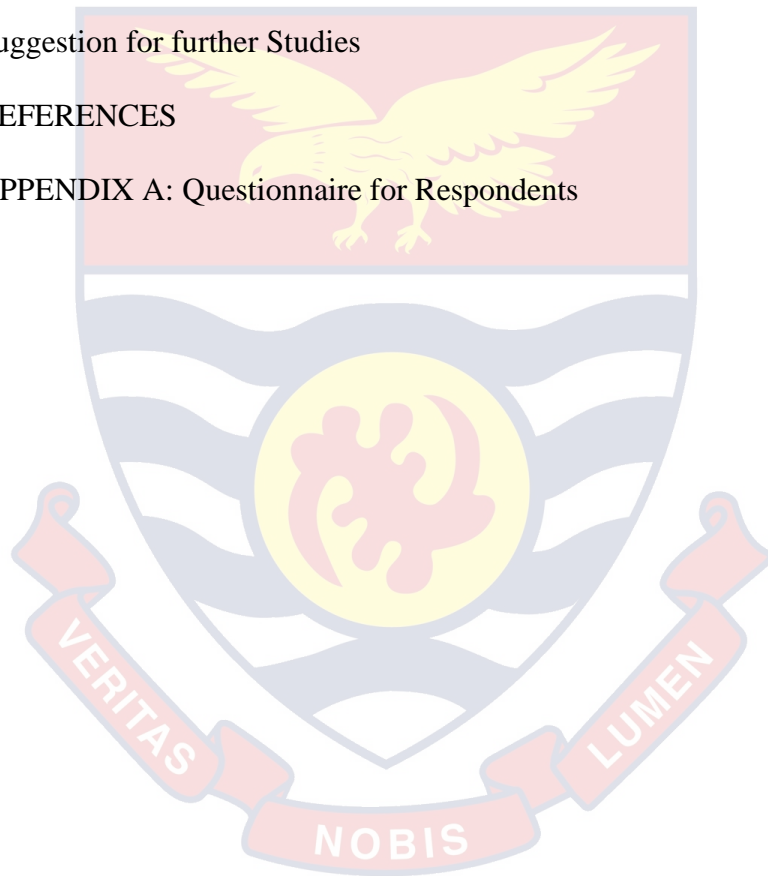 uggestion for further Studies
EFERENCES
PPENDIX A: Questionnaire for Respondents
VERITAS
NOBIS
LUMEN